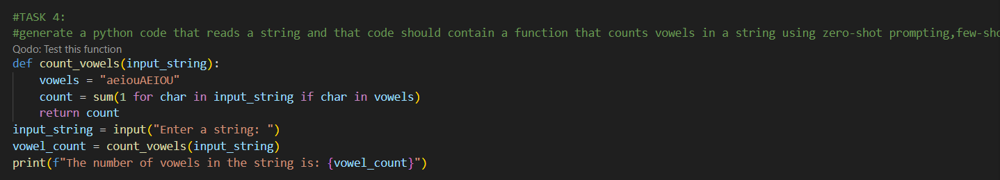 #TASK 4:
#generate a python code that reads a string and that code should contain a function that counts vowels in a string using zero-shot prompting,few-sho
Qodo: Test this function
def count_vowels(input_string):
    vowels = "aeiouAEIOU"
    count = sum(1 for char in input_string if char in vowels)
    return count
input_string = input("Enter a string: ")
vowel_count = count_vowels(input_string)
print(f"The number of vowels in the string is: {vowel_count}")